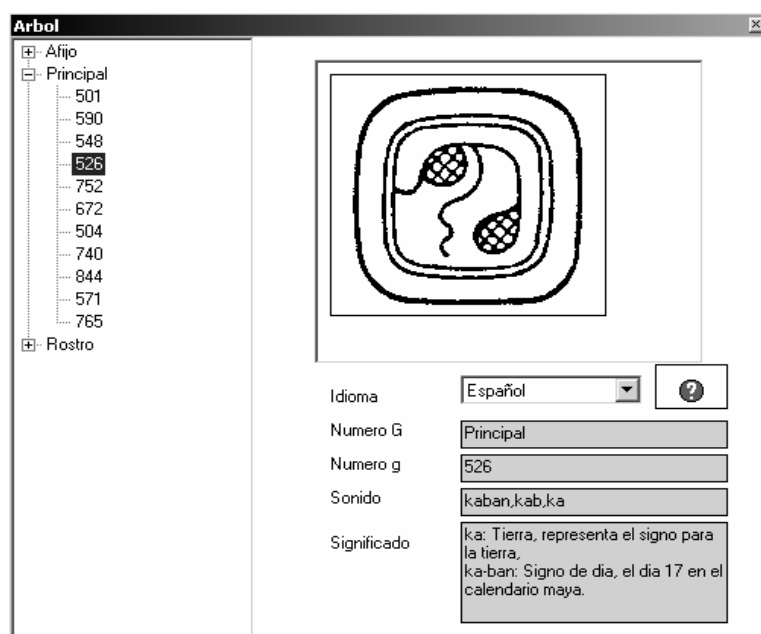 Arbol
Afijo
Principal
501
590
548
526
752
672
504
740
844
571
765
Rostro
Idioma
Español
?
Numero G
Principal
Numero g
526
Sonido
kaban,kab,ka
Significado
ka: Tierra, representa el signo para
la tierra,
ka-ban: Signo de dia, el dia 17 en el
calendario maya.